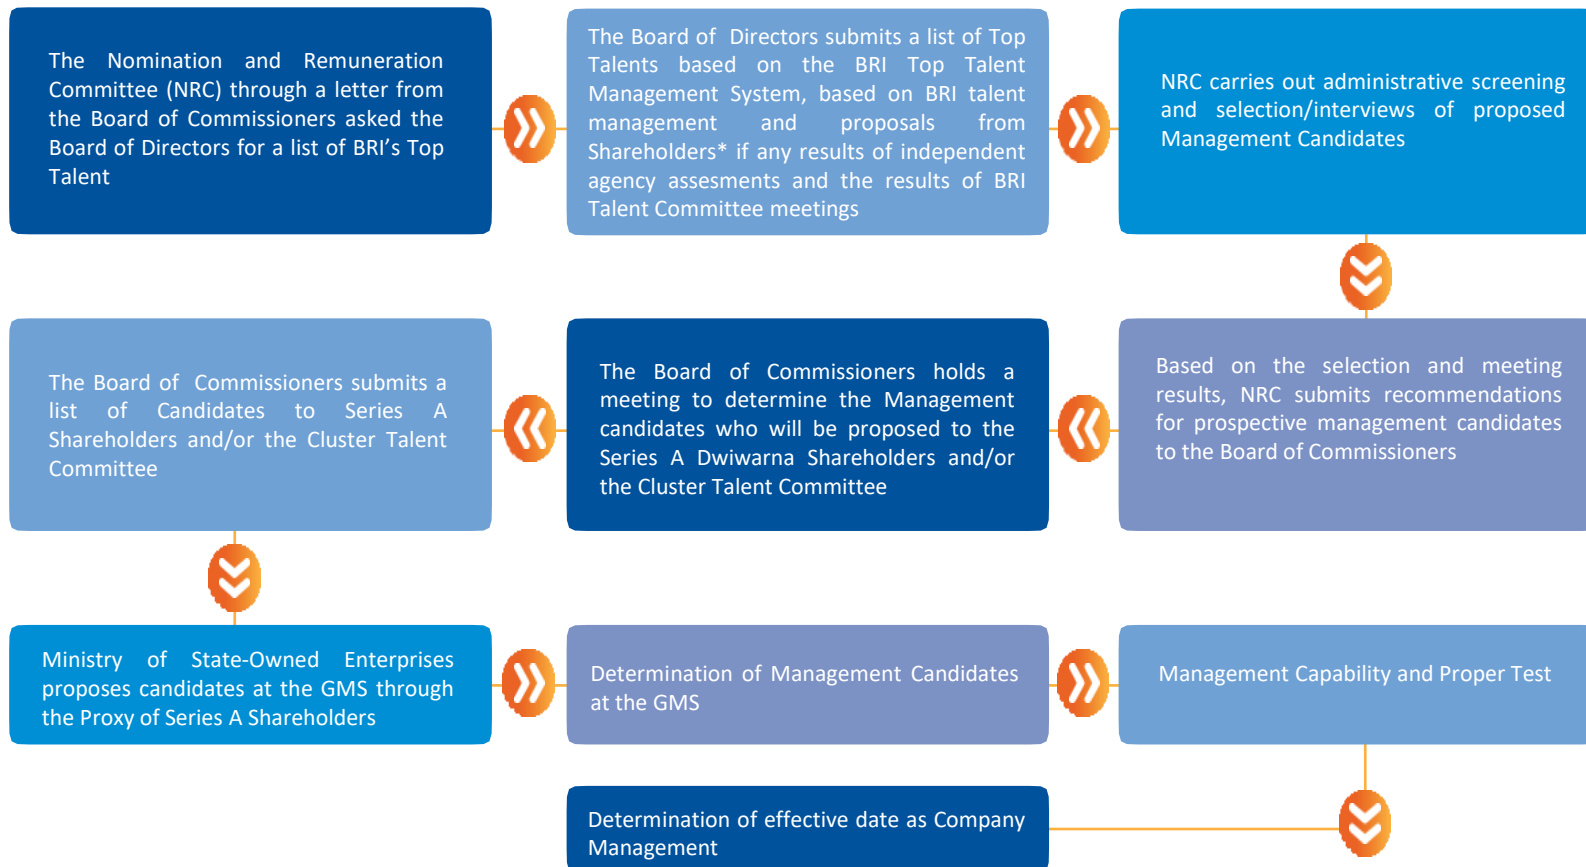 The Nomination and Remuneration
Committee (NRC) through a letter from
the Board of Commissioners asked the
Board of Directors for a list of BRI's Top
Talent
The Board of Directors submits a list of Top
Talents based on the BRI Top Talent
Management System, based on BRI talent
management and proposals from
Shareholders* if any results of independent
agency assesments and the results of BRI
Talent Committee meetings
NRC carries out administrative screening
and selection/interviews of proposed
Management Candidates
Based on the selection and meeting
results, NRC submits recommendations
for prospective management candidates
to the Board of Commissioners
The Board of Commissioners holds a
meeting to determine the Management
candidates who will be proposed to the
Series A Dwiwarna Shareholders and/or
the Cluster Talent Committee
The Board of Commissioners submits a
list of Candidates to Series A
Shareholders and/or the Cluster Talent
Committee
Ministry of State-Owned Enterprises
proposes candidates at the GMS through
the Proxy of Series A Shareholders
Determination of Management Candidates
at the GMS
Management Capability and Proper Test
Determination of effective date as Company
Management